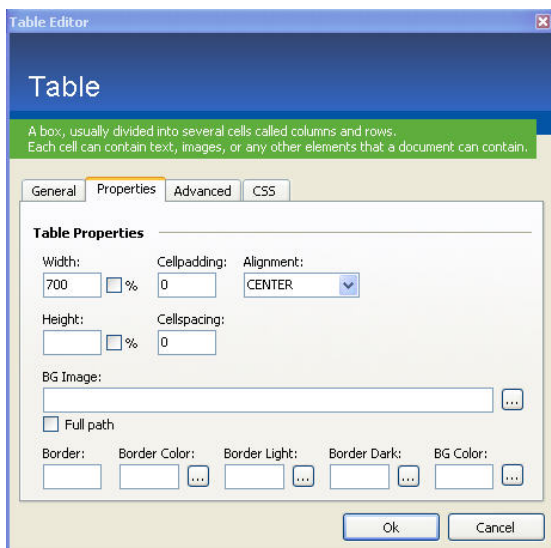 Table Editor
Table
A box, usually divided into several cells called columns and rows.
Each cell can contain text, images, or any other elements that a document can contain.
General Properties Advanced CSS
Table Properties
Width: Cellpadding: Alignment:
700 % 0 CENTER
Height: Cellspacing:
% 0
BG Image:
...
Full path
Border: Border Color: Border Light: Border Dark: BG Color:
... ... ... ...
Ok Cancel